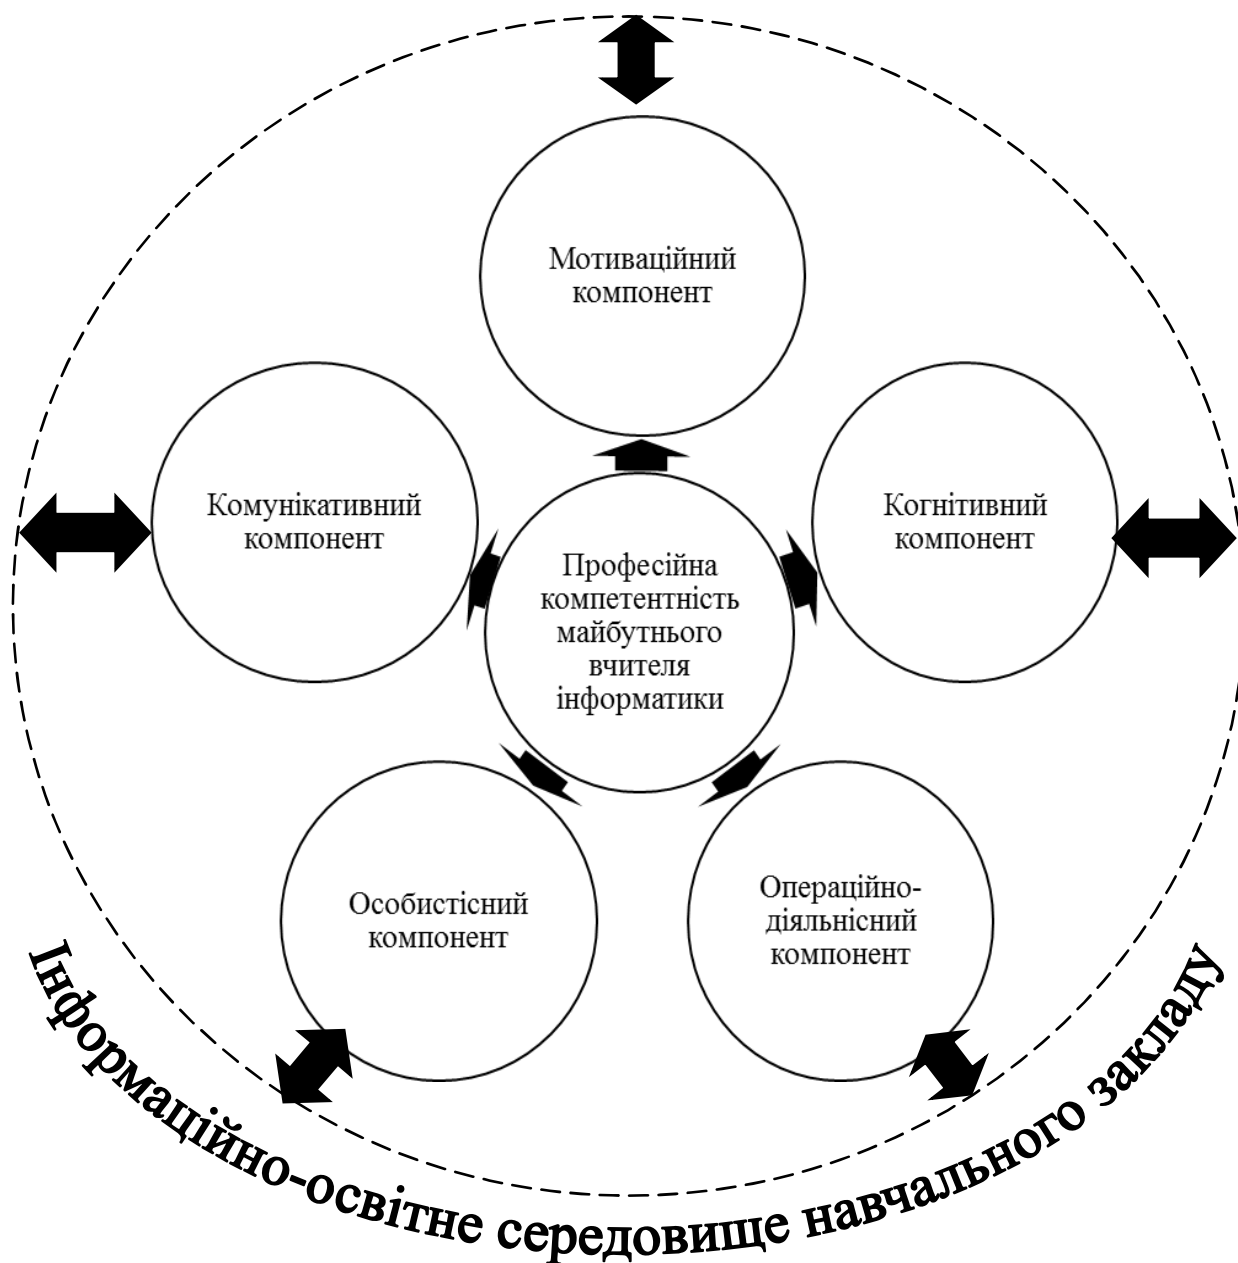 Мотиваційний
компонент
Комунікативний
компонент
Когнітивний
компонент
Професійна
компетентність
майбутнього
вчителя
інформатики
Особистісний
компонент
Операційно-
діяльнісний
компонент
Інформаційно-освітнє середовище навчального закладу